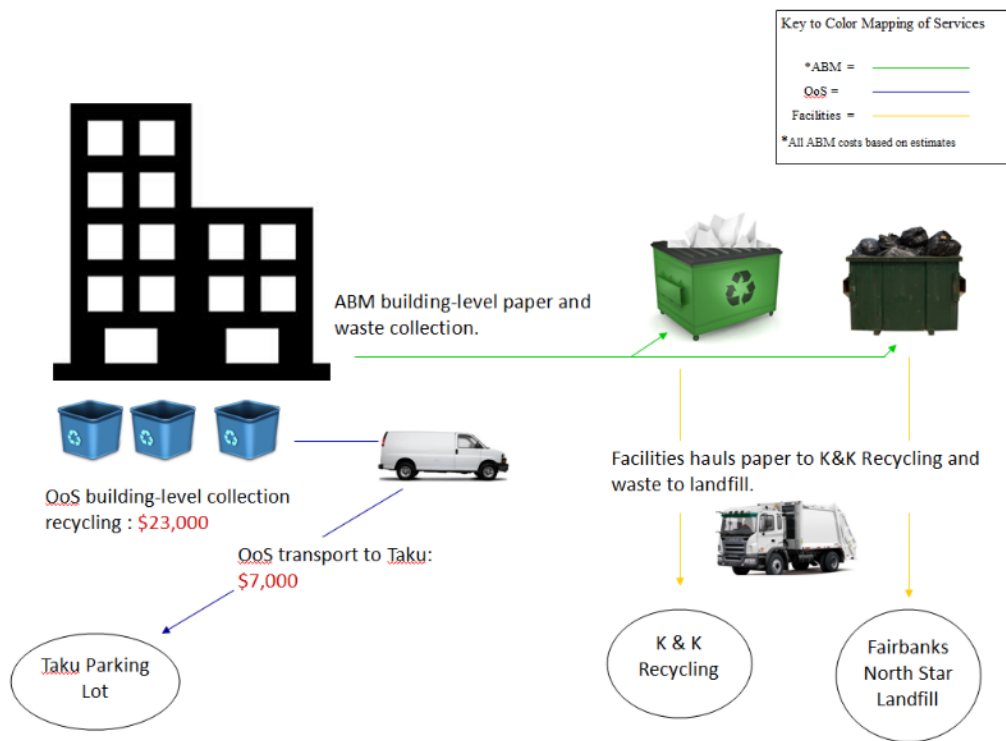 Key to Color Mapping of Services
*ABM =
OoS =
Facilities =
*All ABM costs based on estimates
ABM building-level paper and
waste collection.
OoS building-level collection
recycling : $23,000
OoS transport to Taku:
$7,000
Facilities hauls paper to K&K Recycling and
waste to landfill.
Taku Parking
Lot
K & K
Recycling
Fairbanks
North Star
Landfill